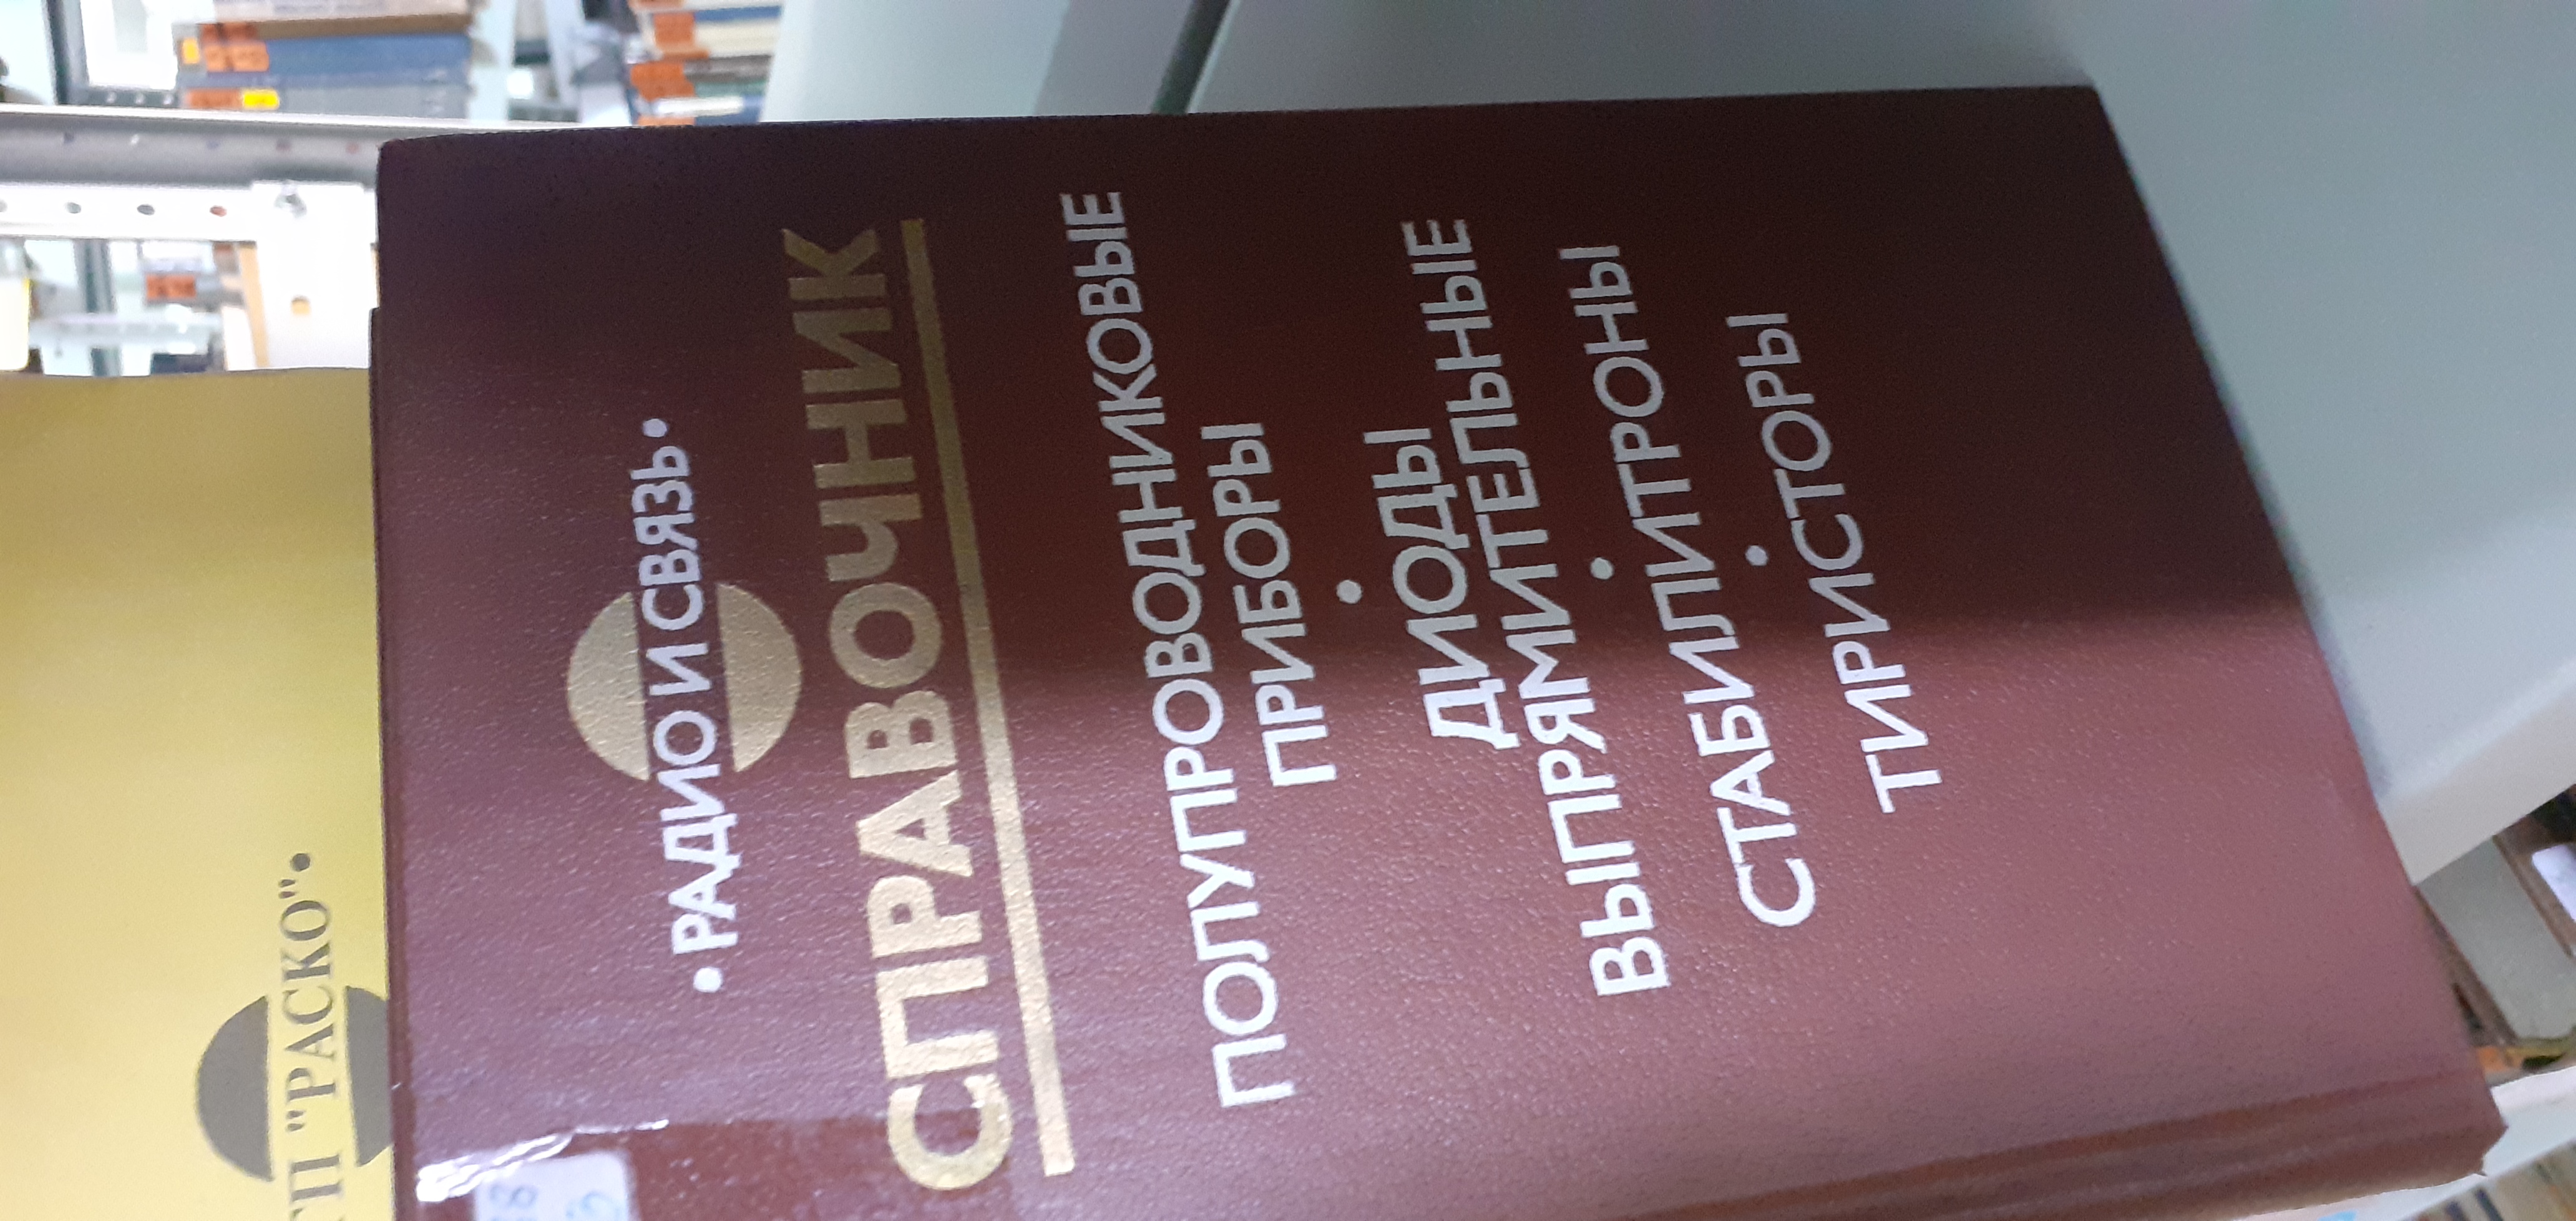 • РАДИО И СВЯЗЬ •
СПРАВОЧНИК
ПОЛУПРОВОДНИКОВЫЕ
ПРИБОРЫ
•
ДИОДЫ
ВЫПРЯМИТЕЛЬНЫЕ
•
СТАБИЛИТРОНЫ
•
ТИРИСТОРЫ
"РАСКО" •